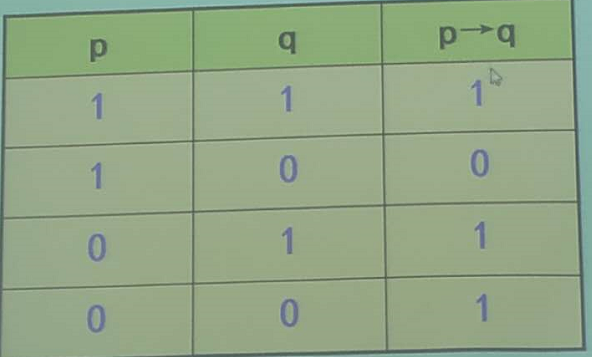 p q p→q
1 1 1
1 0 0
0 1 1
0 0 1